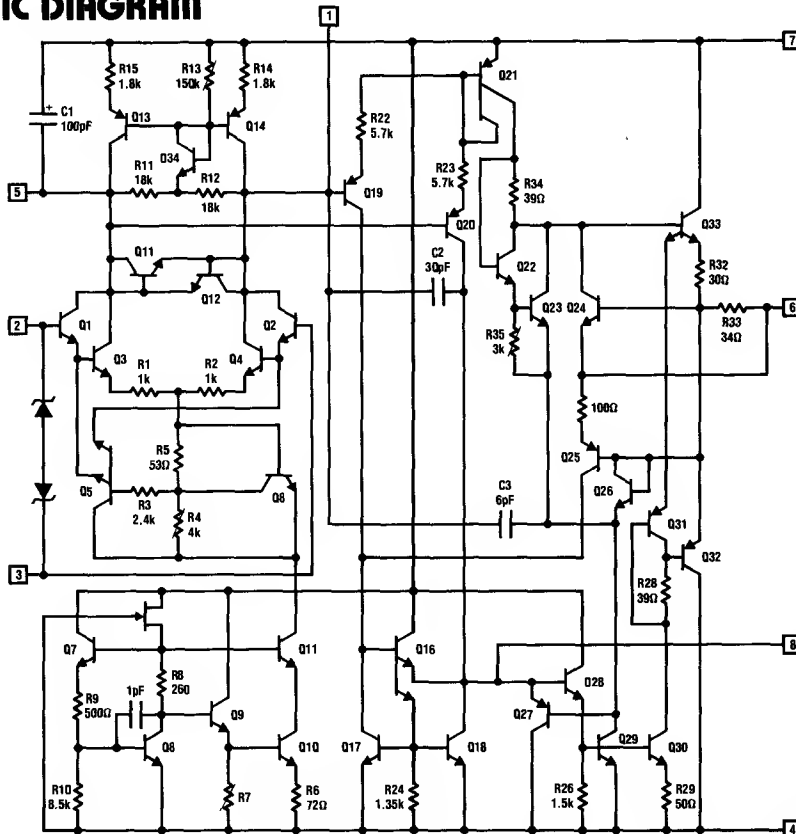 IC DIAGRAM
1
7
R15
1.8k
R13
150k
R14
1.8k
C1
100pF
+
Q13
Q14
Q34
R11
18k
R12
18k
5
Q21
R22
5.7k
R23
5.7k
Q19
Q20
R34
39Ω
Q33
R32
30Ω
Q11
Q12
C2
30pF
Q22
Q23
Q24
R33
34Ω
6
2
Q1
Q2
Q3
Q4
R1
1k
R2
1k
R35
3k
100Ω
Q25
Q26
R5
53Ω
Q5
R3
2.4k
R4
4k
Q8
C3
6pF
Q31
Q32
R28
39Ω
3
8
Q7
R8
260
Q11
Q16
Q28
Q27
R9
500Ω
1pF
Q9
Q8
Q10
Q17
Q18
Q29
Q30
R10
8.5k
R7
R6
72Ω
R24
1.35k
R26
1.5k
R29
50Ω
4